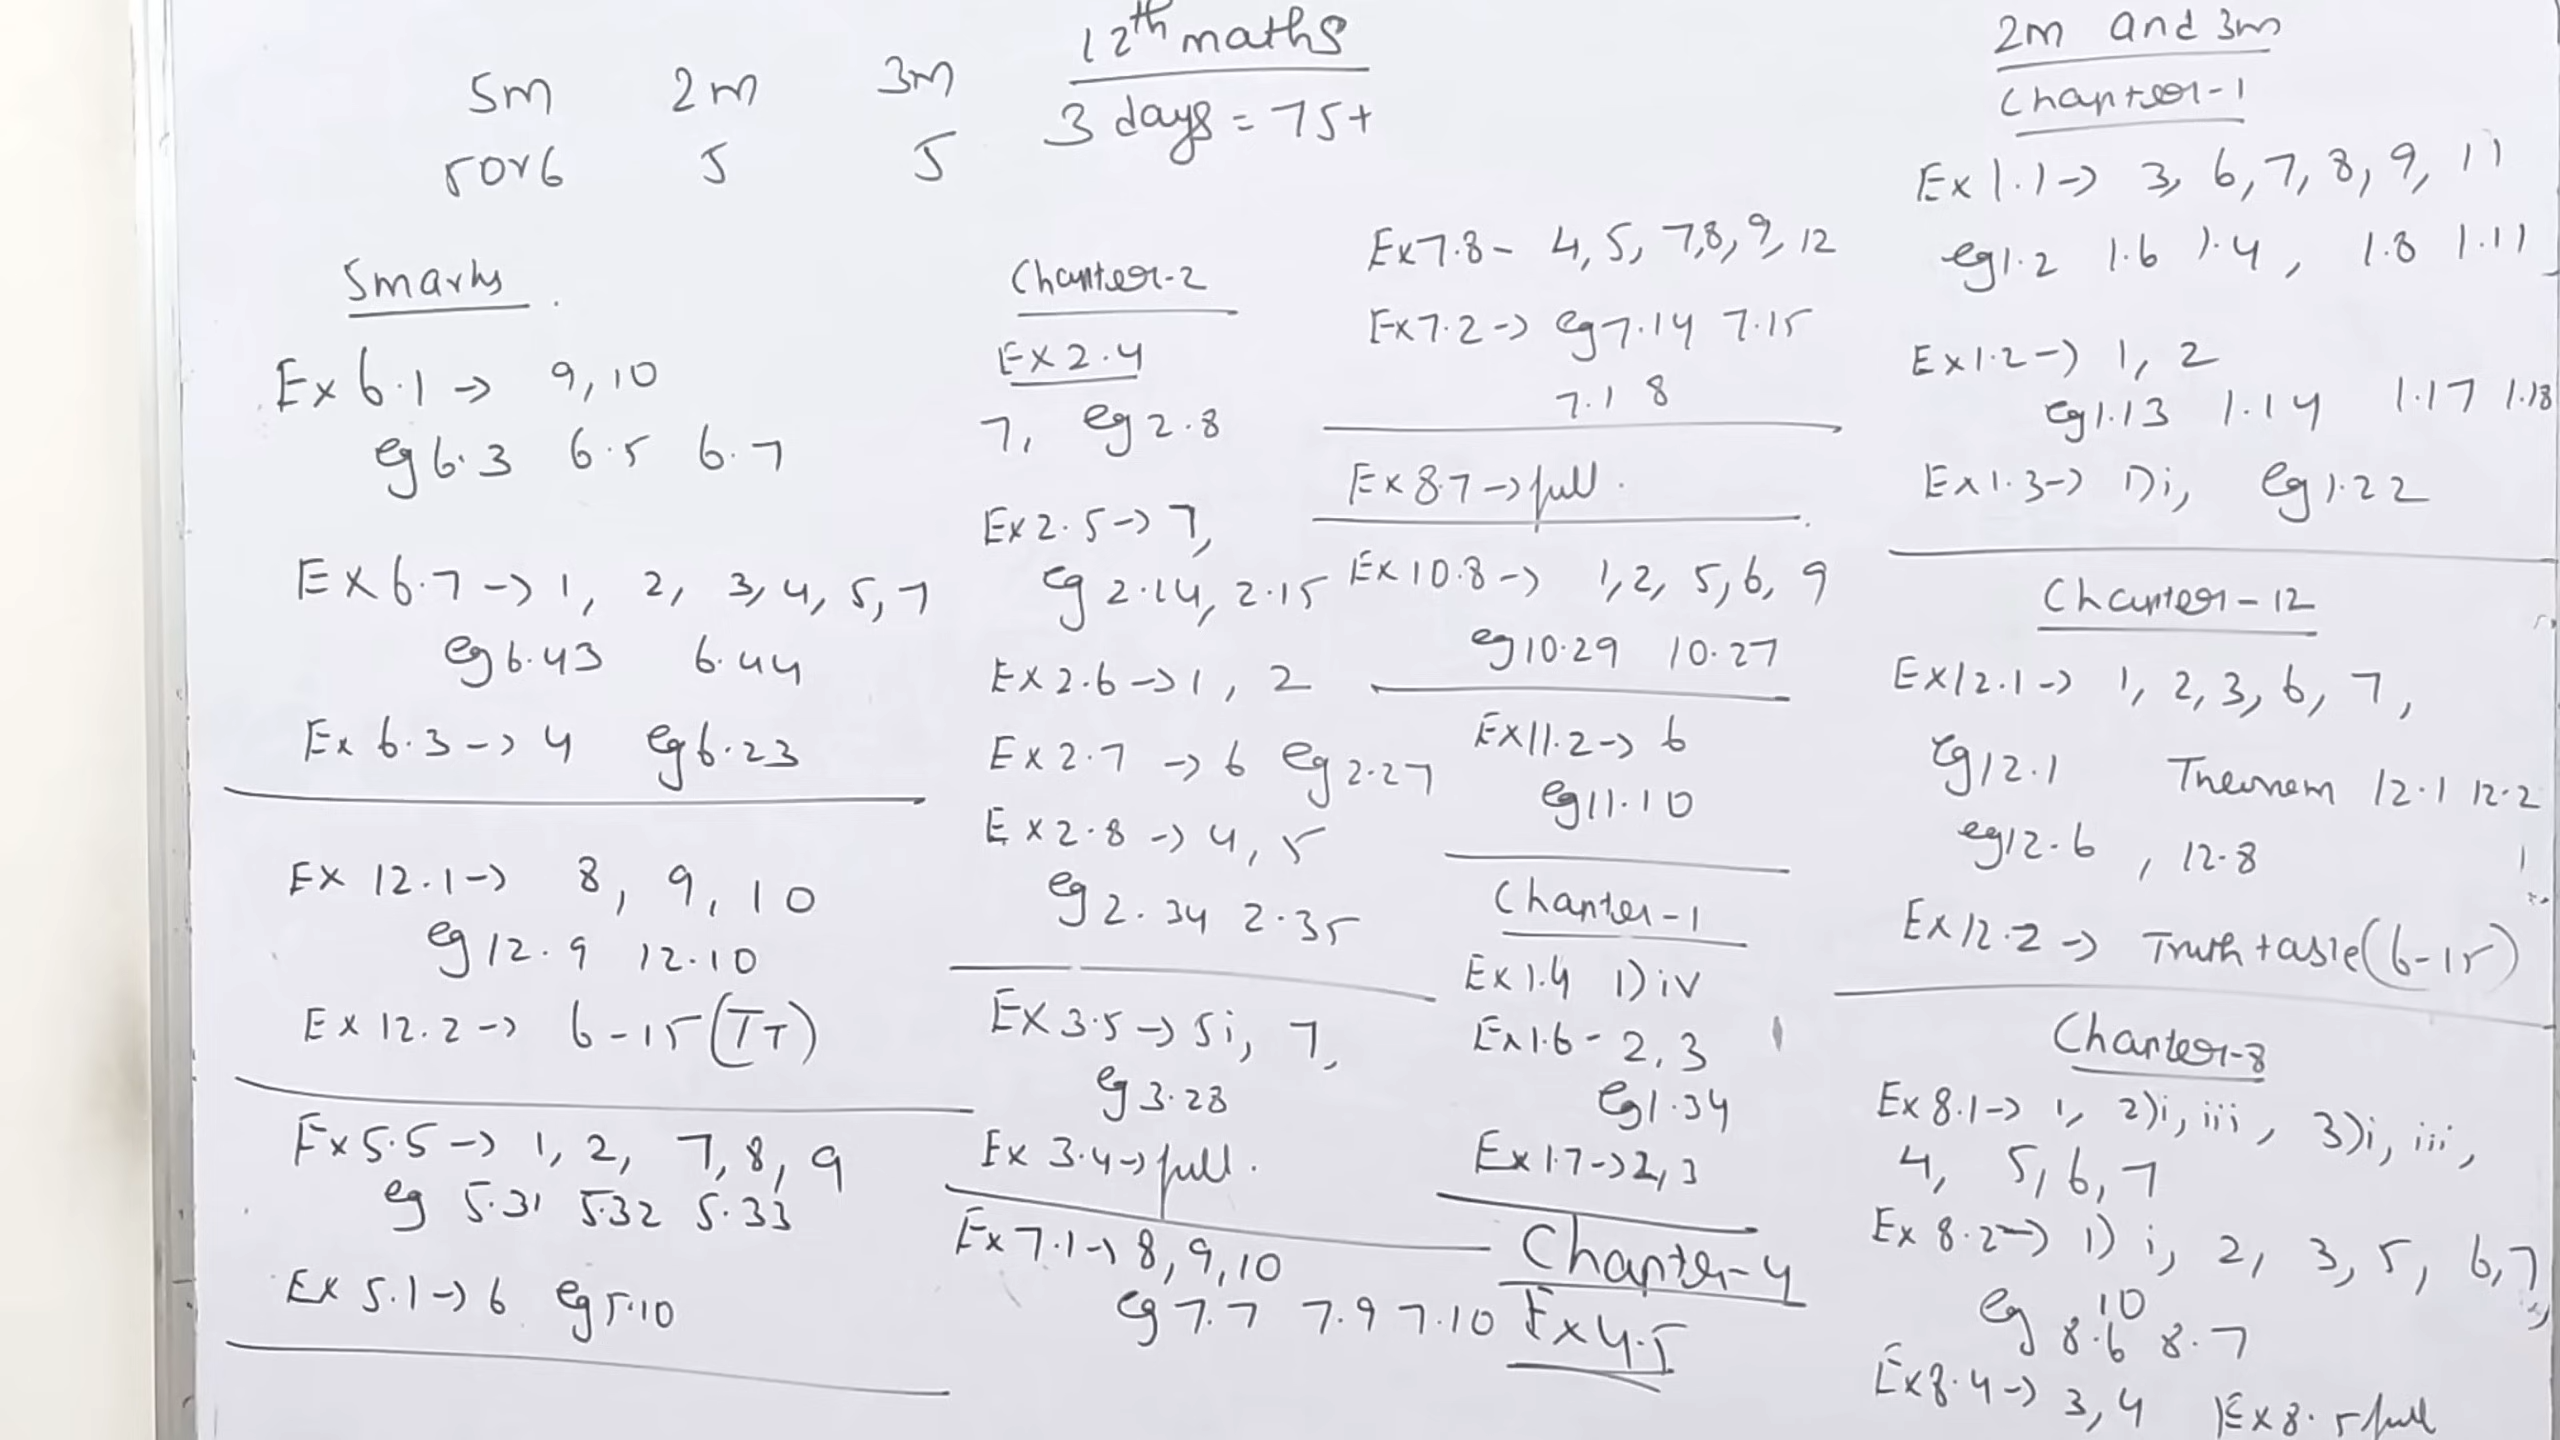 12th maths
3 days = 75+
5m 2m 3m
5 or 6 5 5
5marks
Ex 6.1 -> 9, 10
eg 6.3 6.5 6.7
Ex 6.7 -> 1, 2, 3, 4, 5, 7
eg 6.43 6.44
Ex 6.3 -> 4 eg 6.23
Ex 12.1 -> 8, 9, 10
eg 12.9 12.10
Ex 12.2 -> 6-15 (TT)
Ex 5.5 -> 1, 2, 7, 8, 9
eg 5.31 5.32 5.33
Ex 5.1 -> 6 eg 5.10
Chapter-2
Ex 2.4
7, eg 2.8
Ex 2.5 -> 7,
eg 2.14, 2.15
Ex 2.6 -> 1, 2
Ex 2.7 -> 6 eg 2.27
Ex 2.8 -> 4, 5
eg 2.34 2.35
Ex 3.5 -> 5i, 7,
eg 3.28
Ex 3.4 -> full.
Ex 7.1 -> 8, 9, 10
eg 7.7 7.9 7.10
Ex 7.8 - 4, 5, 7, 8, 9, 12
Ex 7.2 -> eg 7.14 7.15
7.18
Ex 8.7 -> full.
Ex 10.8 -> 1, 2, 5, 6, 9
eg 10.29 10.27
Ex 11.2 -> 6
eg 11.10
Chapter-1
Ex 1.4 1) iv
Ex 1.6 - 2, 3
eg 1.34
Ex 1.7 -> 2, 3
Chapter-4
Ex 4.5
2m and 3m
Chapter-1
Ex 1.1 -> 3, 6, 7, 8, 9, 11
eg 1.2 1.6 1.4, 1.8 1.11
Ex 1.2 -> 1, 2
eg 1.13 1.14 1.17 1.18
Ex 1.3 -> 1) i, eg 1.22
Chapter-12
Ex 12.1 -> 1, 2, 3, 6, 7,
eg 12.1 Theorem 12.1 12.2
eg 12.6, 12.8
Ex 12.2 -> Truth table (6-15)
Chapter-8
Ex 8.1 -> 1, 2) i, iii, 3) i, iii,
4, 5, 6, 7
Ex 8.2 -> 1) i, 2, 3, 5, 6, 7
10
eg 8.6 8.7
Ex 8.4 -> 3, 4 Ex 8.5 full